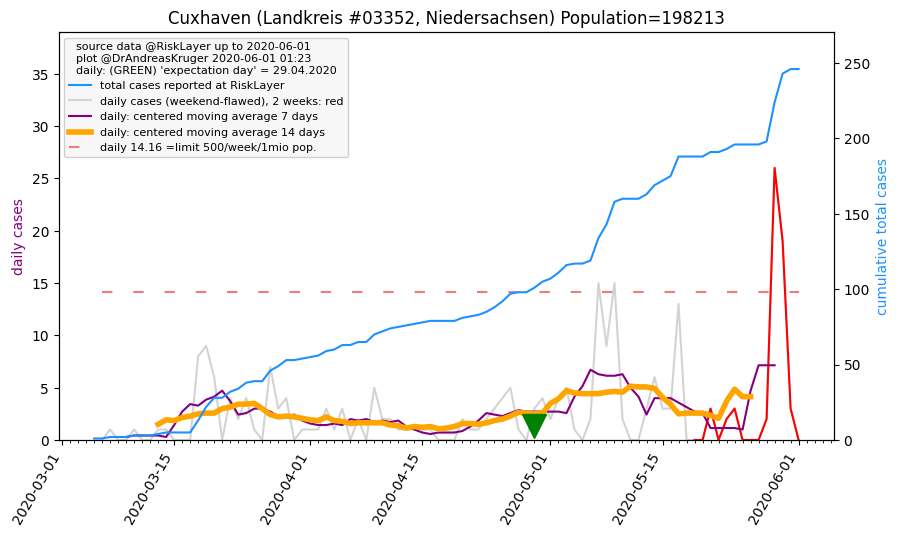 Cuxhaven (Landkreis #03352, Niedersachsen) Population=198213
source data @RiskLayer up to 2020-06-01
plot @DrAndreasKruger 2020-06-01 01:23
daily: (GREEN) 'expectation day' = 29.04.2020
total cases reported at RiskLayer
daily cases (weekend-flawed), 2 weeks: red
daily: centered moving average 7 days
daily: centered moving average 14 days
daily 14.16 =limit 500/week/1mio pop.
daily cases
35
30
25
20
15
10
5
0
250
200
150
100
50
0
cumulative total cases
2020-03-01
2020-03-15
2020-04-01
2020-04-15
2020-05-01
2020-05-15
2020-06-01